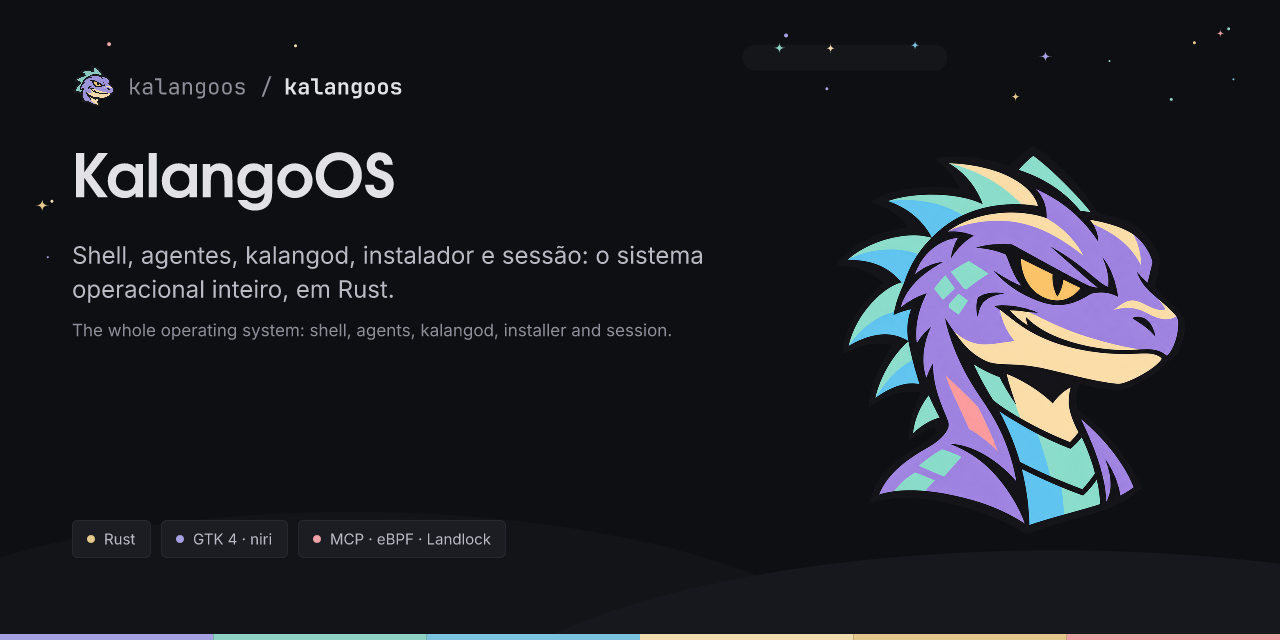 kalangoos / kalangoos
KalangoOS
Shell, agentes, kalangod, instalador e sessão: o sistema
operacional inteiro, em Rust.
The whole operating system: shell, agents, kalangod, installer and session.
Rust
GTK 4 · niri
MCP · eBPF · Landlock